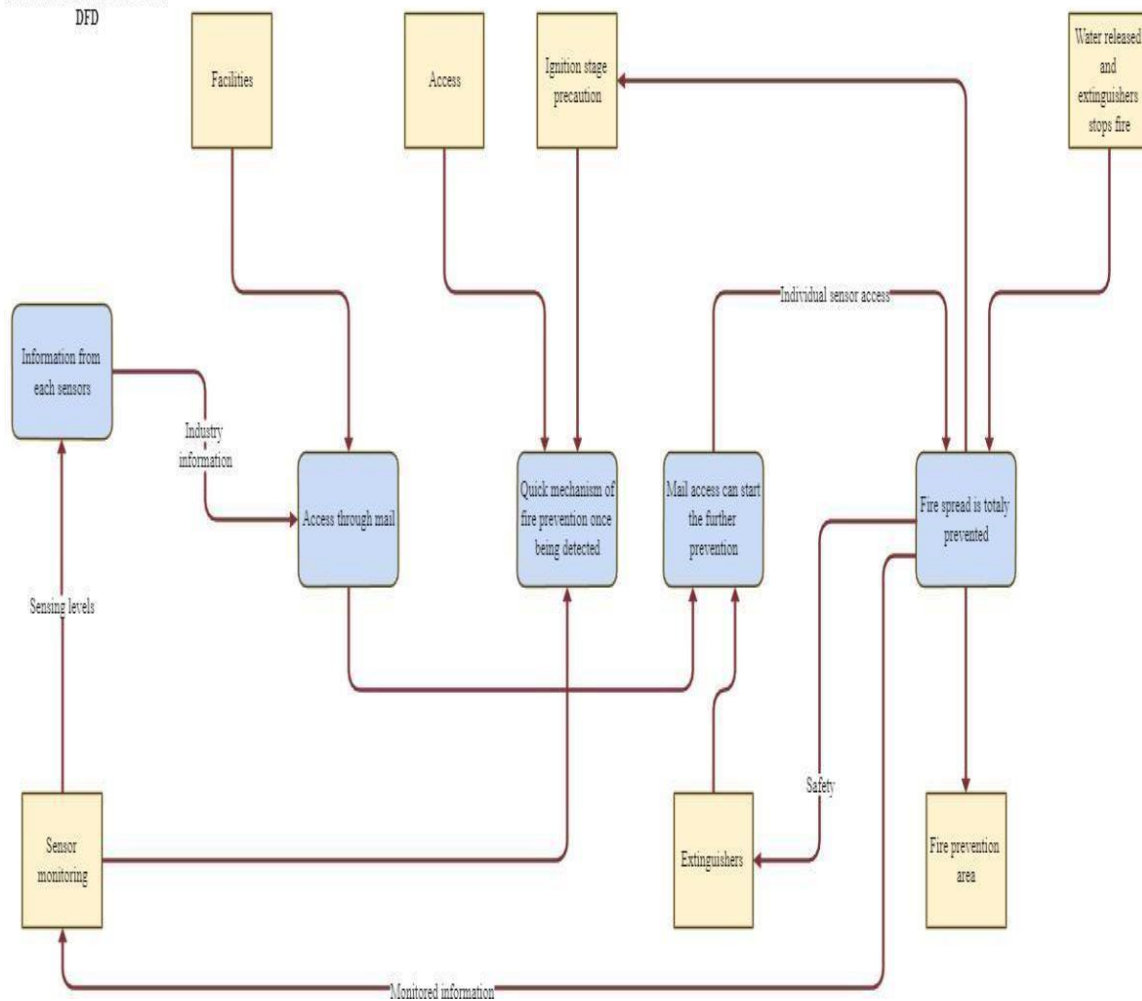 DFD
Facilities
Access
Ignition stage
precaution
Water released
and
extinguishers
stops fire
Individual sensor access
Information from
each sensors
Industry
information
Access through mail
Quick mechanism of
fire prevention once
being detected
Mail access can start
the further
prevention
Fire spread is totaly
prevented
Sensing levels
Safety
Sensor
monitoring
Extinguishers
Fire prevention
area
Monitored information